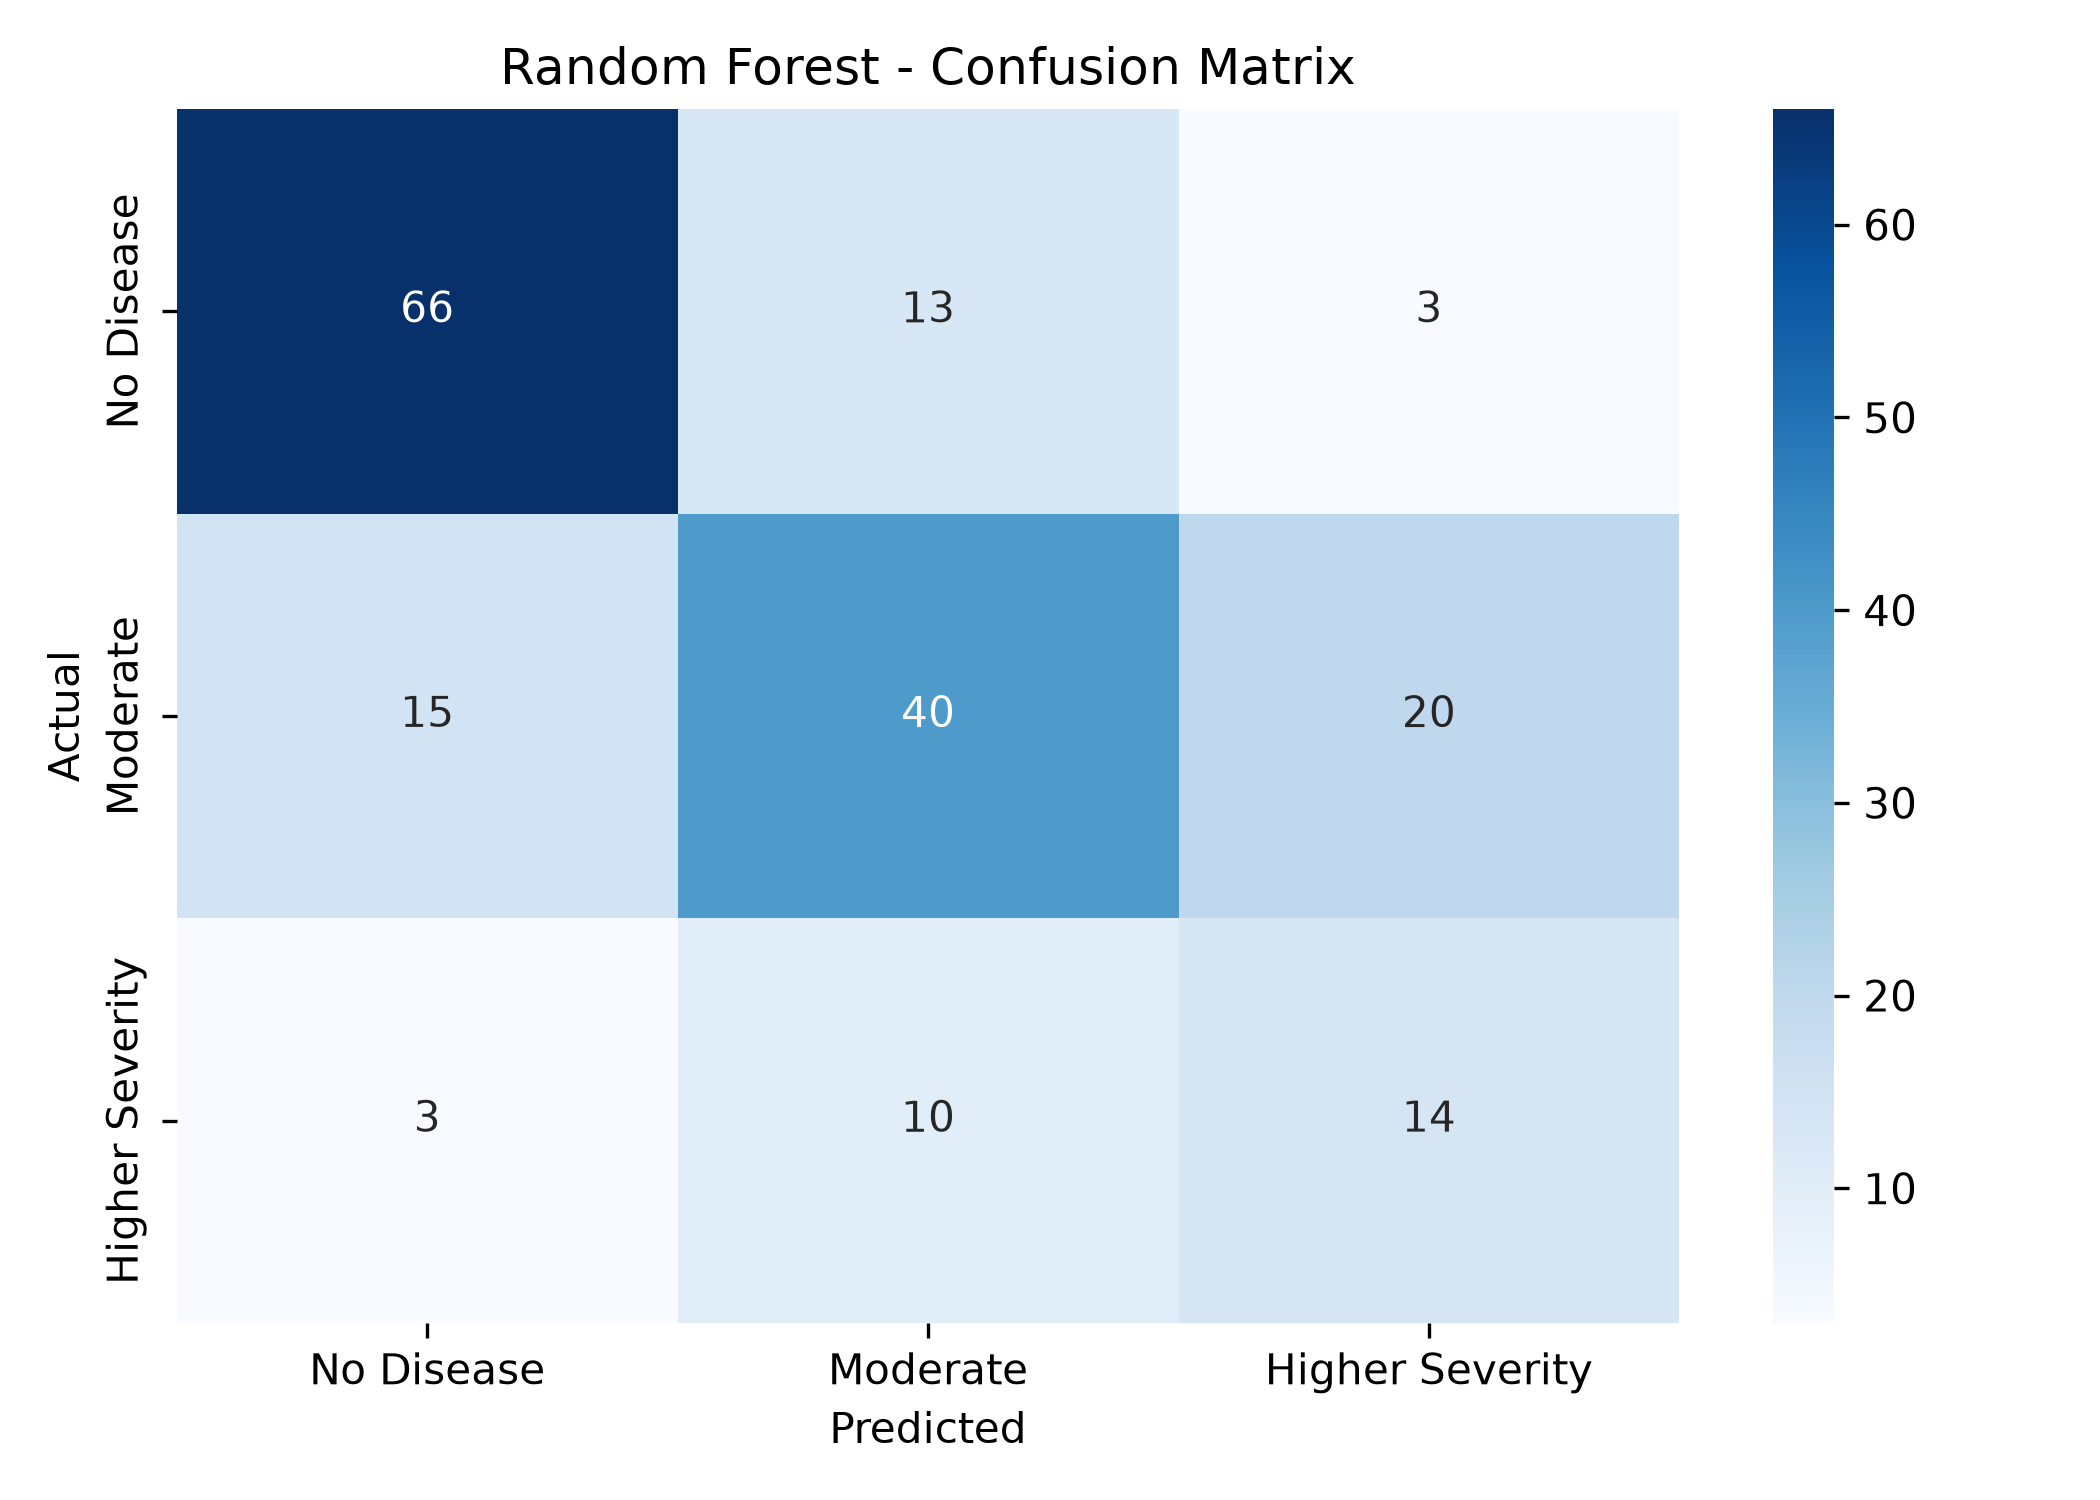 Random Forest - Confusion Matrix
Actual
No Disease
66
13
3
Moderate
15
40
20
Higher Severity
3
10
14
No Disease
Moderate
Higher Severity
Predicted
60
50
40
30
20
10